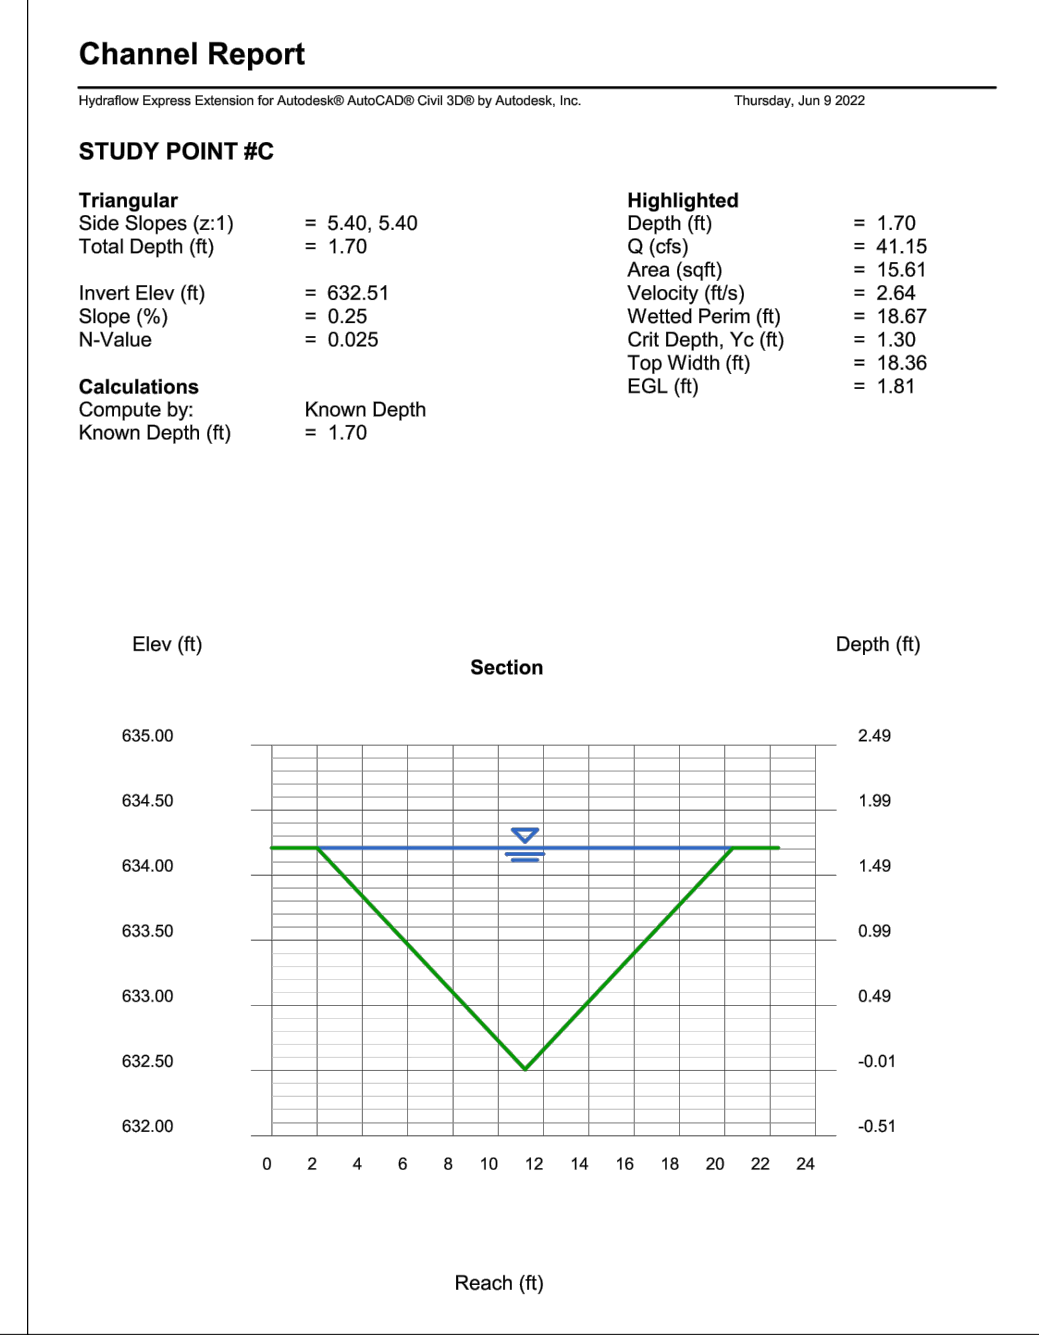 Channel Report
Hydraflow Express Extension for Autodesk® AutoCAD® Civil 3D® by Autodesk, Inc. Thursday, Jun 9 2022
STUDY POINT #C
Triangular
Side Slopes (z:1) = 5.40, 5.40
Total Depth (ft) = 1.70
Invert Elev (ft) = 632.51
Slope (%) = 0.25
N-Value = 0.025
Calculations
Compute by: Known Depth
Known Depth (ft) = 1.70
Highlighted
Depth (ft) = 1.70
Q (cfs) = 41.15
Area (sqft) = 15.61
Velocity (ft/s) = 2.64
Wetted Perim (ft) = 18.67
Crit Depth, Yc (ft) = 1.30
Top Width (ft) = 18.36
EGL (ft) = 1.81
Elev (ft) Depth (ft)
Section
635.00 2.49
634.50 1.99
634.00 1.49
633.50 0.99
633.00 0.49
632.50 -0.01
632.00 -0.51
0 2 4 6 8 10 12 14 16 18 20 22 24
Reach (ft)